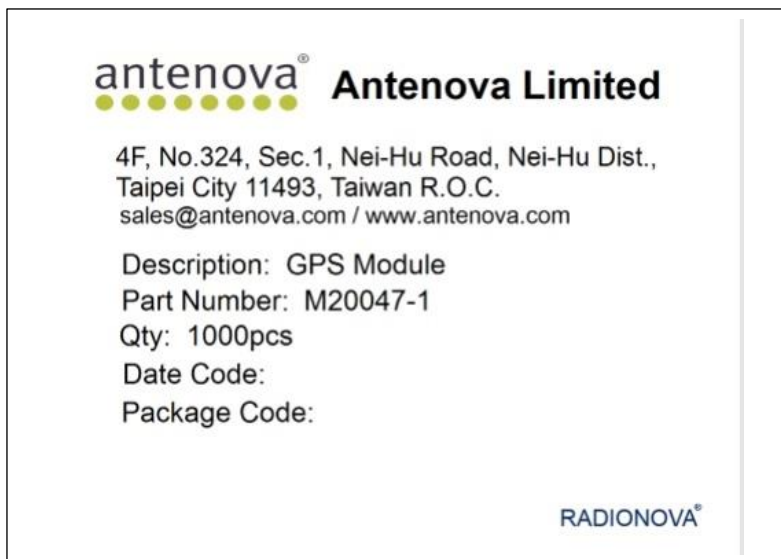 antenova® Antenova Limited
4F, No.324, Sec.1, Nei-Hu Road, Nei-Hu Dist.,
Taipei City 11493, Taiwan R.O.C.
sales@antenova.com / www.antenova.com
Description: GPS Module
Part Number: M20047-1
Qty: 1000pcs
Date Code:
Package Code:
RADIONOVA®